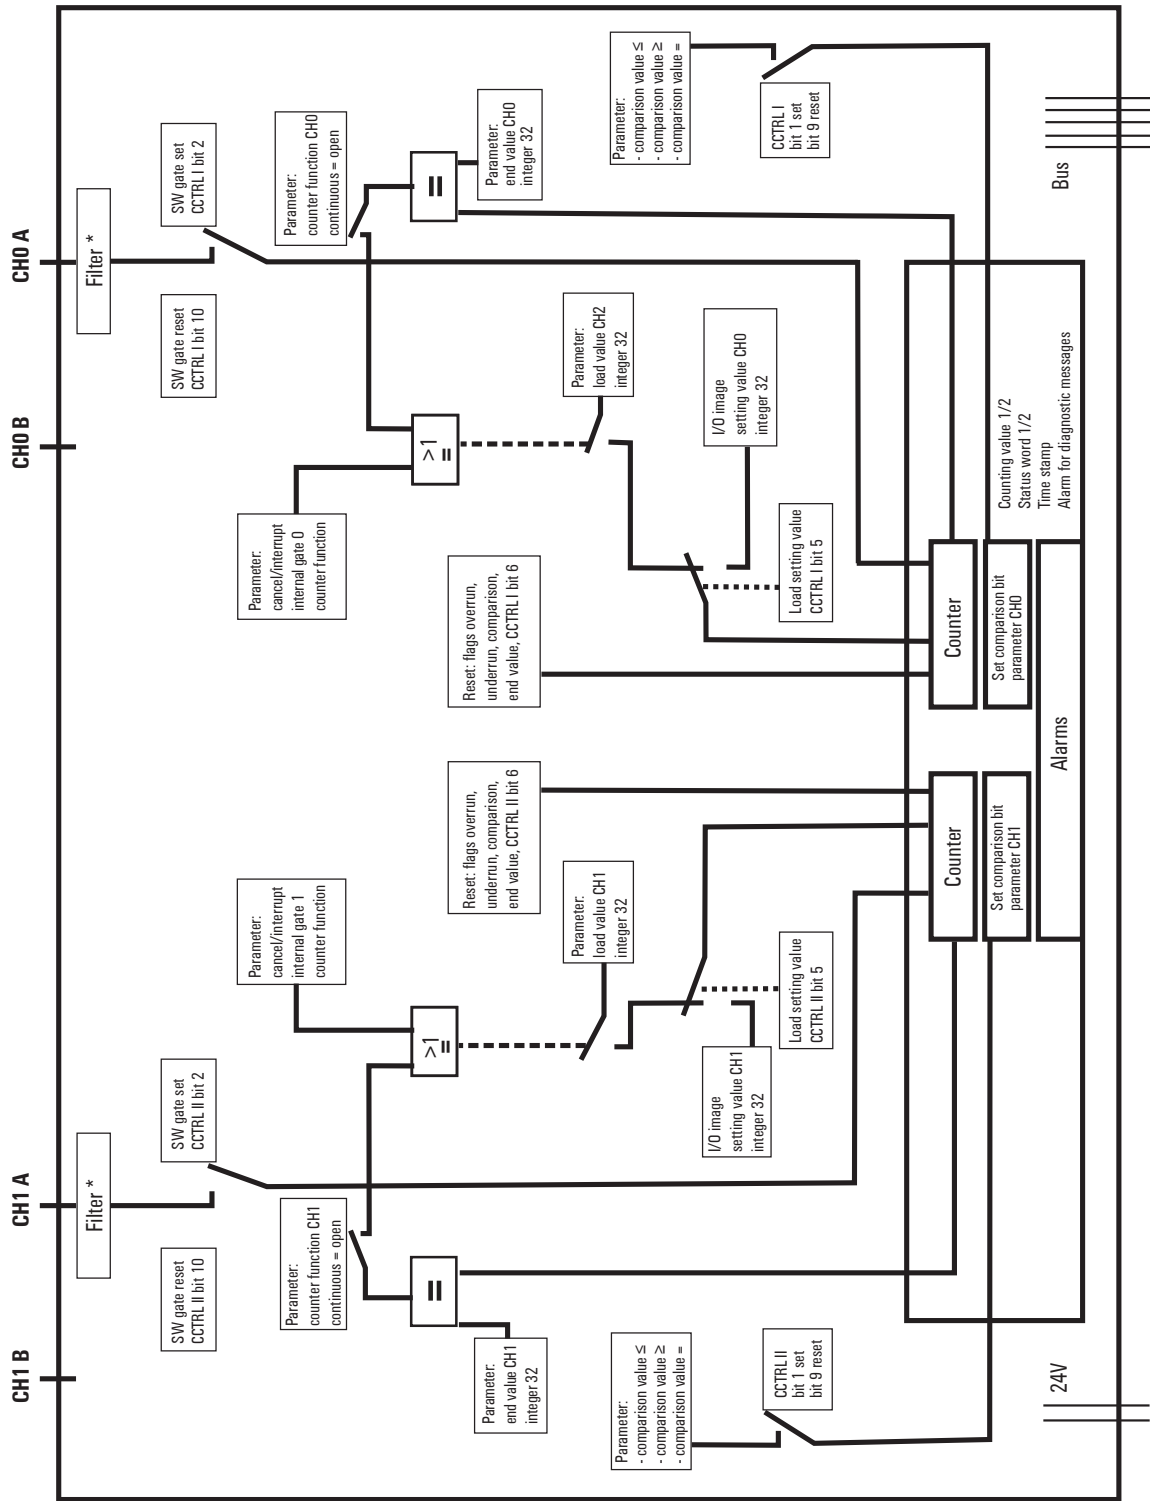 CH1 B
CH1 A
CH0 B
CH0 A
Filter *
Filter *
SW gate reset
CCTRL II bit 10
SW gate set
CCTRL II bit 2
SW gate reset
CCTRL I bit 10
SW gate set
CCTRL I bit 2
Parameter:
counter function CH1
continuous = open
Parameter:
cancel/interrupt
internal gate 1
counter function
Parameter:
cancel/interrupt
internal gate 0
counter function
Parameter:
counter function CH0
continuous = open
=
>1
=
>1
=
=
Parameter:
end value CH1
integer 32
Reset: flags overrun,
underrun, comparison,
end value, CCTRL II bit 6
Reset: flags overrun,
underrun, comparison,
end value, CCTRL I bit 6
Parameter:
end value CH0
integer 32
Parameter:
load value CH1
integer 32
Parameter:
load value CH2
integer 32
Parameter:
- comparison value ≤
- comparison value ≥
- comparison value =
Parameter:
- comparison value ≤
- comparison value ≥
- comparison value =
I/O image
setting value CH1
integer 32
I/O image
setting value CH0
integer 32
CCTRL II
bit 1 set
bit 9 reset
Load setting value
CCTRL II bit 5
Load setting value
CCTRL I bit 5
CCTRL I
bit 1 set
bit 9 reset
Counter
Counter
Set comparison bit
parameter CH1
Set comparison bit
parameter CH0
Counting value 1/2
Status word 1/2
Time stamp
Alarm for diagnostic messages
Alarms
24V
Bus